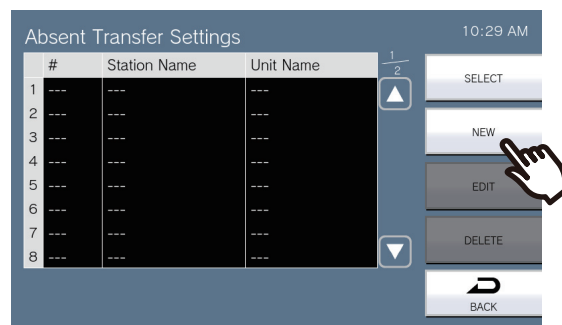 Absent Transfer Settings 10:29 AM
# Station Name Unit Name 1/2
1 --- --- ---
2 --- --- ---
3 --- --- ---
4 --- --- ---
5 --- --- ---
6 --- --- ---
7 --- --- ---
8 --- --- ---
SELECT
NEW
EDIT
DELETE
BACK